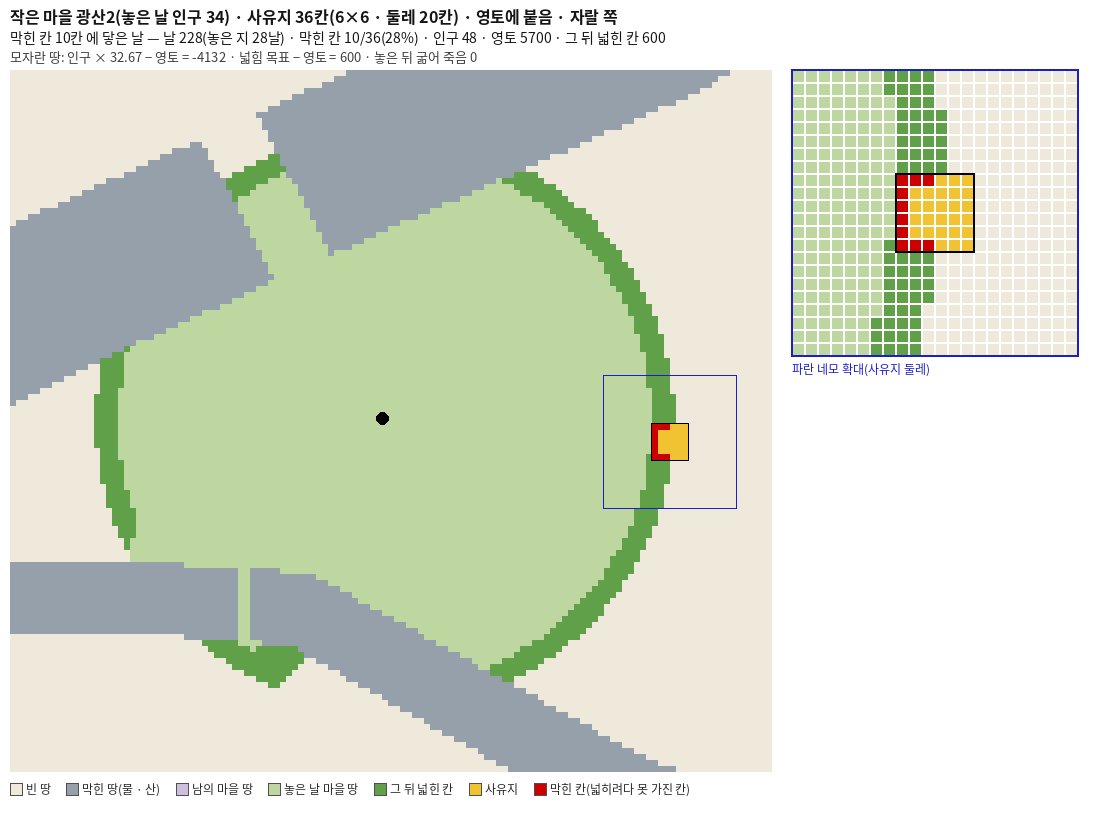 작은 마을 광산2(놓은 날 인구 34) · 사유지 36칸(6×6 · 둘레 20칸) · 영토에 붙음 · 자랄 쪽
막힌 칸 10칸 에 닿은 날 — 날 228(놓은 지 28날) · 막힌 칸 10/36(28%) · 인구 48 · 영토 5700 · 그 뒤 넓힌 칸 600
모자란 땅: 인구 × 32.67 − 영토 = -4132 · 넓힘 목표 − 영토 = 600 · 놓은 뒤 굶어 죽음 0
파란 네모 확대(사유지 둘레)
빈 땅 막힌 땅(물 · 산) 남의 마을 땅 놓은 날 마을 땅 그 뒤 넓힌 칸 사유지 막힌 칸(넓히려다 못 가진 칸)